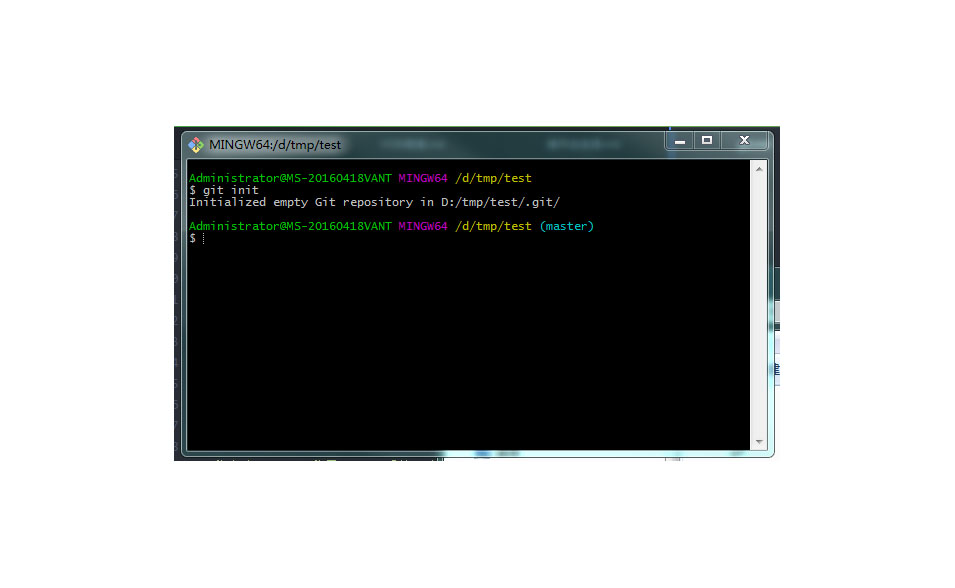 MINGW64:/d/tmp/test
Administrator@MS-20160418VANT MINGW64 /d/tmp/test
$ git init
Initialized empty Git repository in D:/tmp/test/.git/
Administrator@MS-20160418VANT MINGW64 /d/tmp/test (master)
$